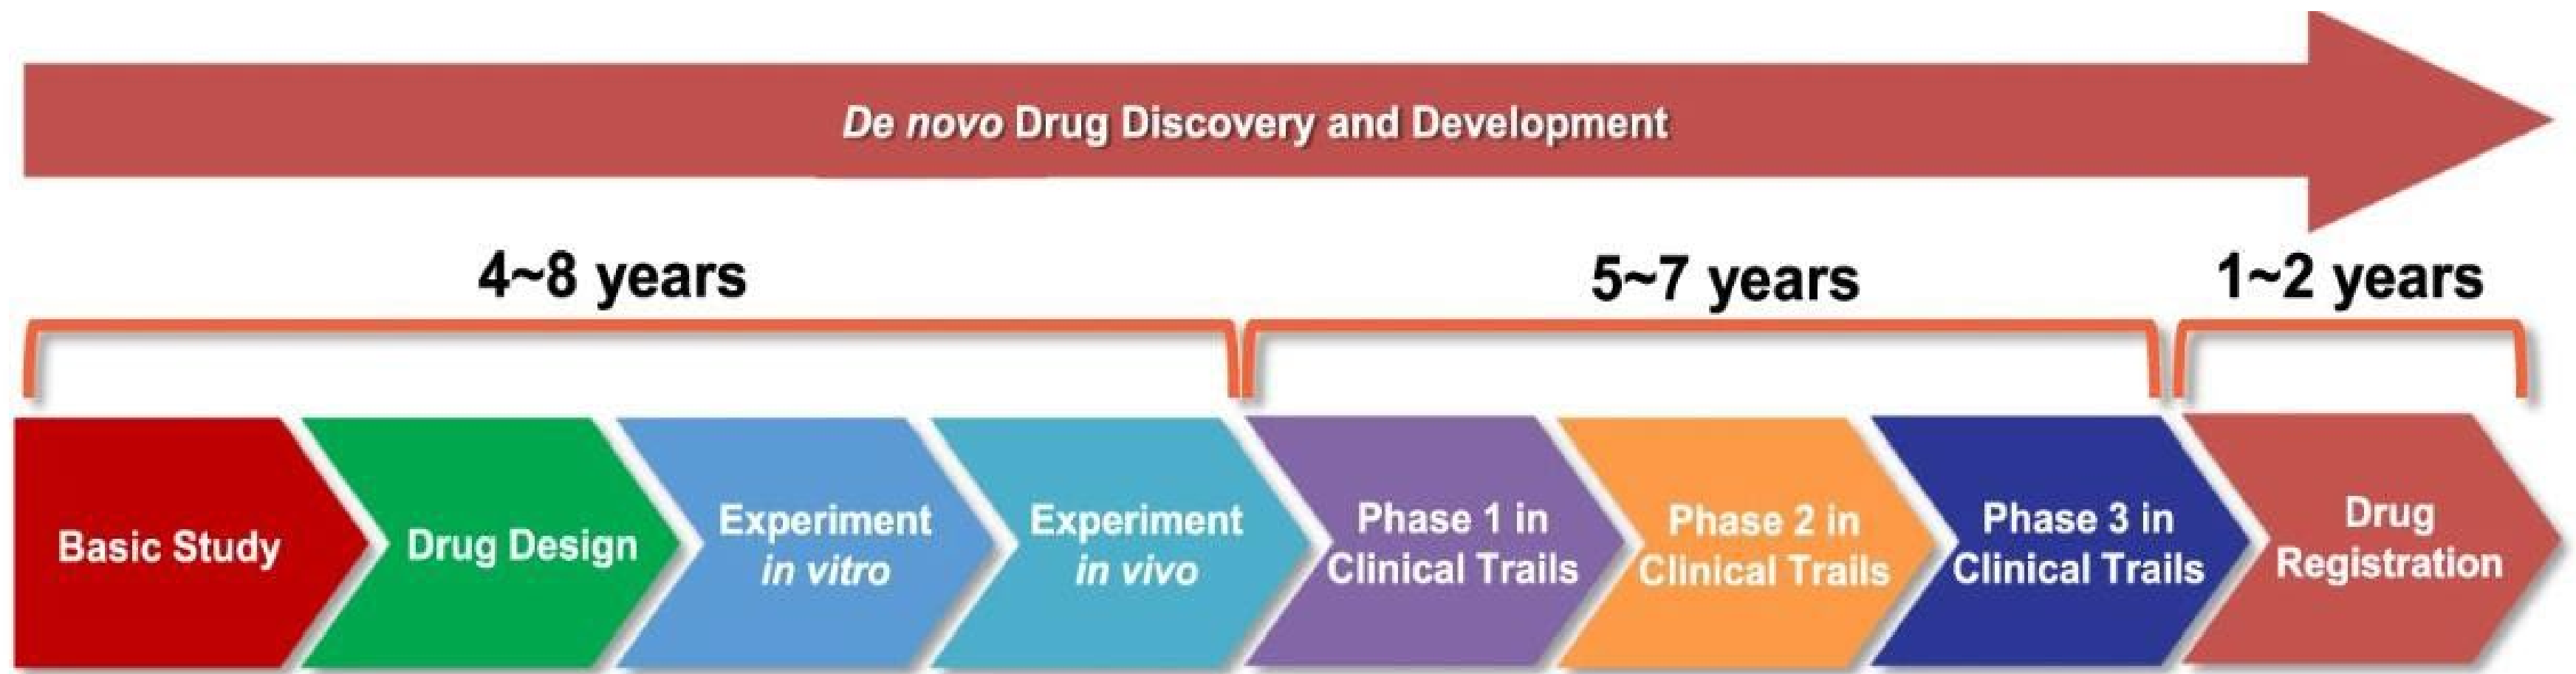 De novo Drug Discovery and Development
4~8 years
5~7 years
1~2 years
Basic Study
Drug Design
Experiment
in vitro
Experiment
in vivo
Phase 1 in
Clinical Trails
Phase 2 in
Clinical Trails
Phase 3 in
Clinical Trails
Drug
Registration